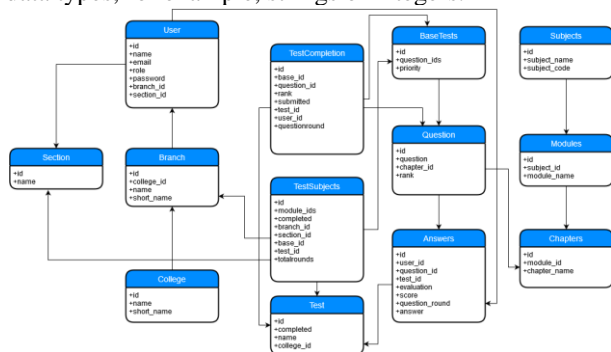 User
+id
+name
+email
+role
+password
+branch_id
+section_id
TestCompletion
+id
+base_id
+question_id
+rank
+submitted
+test_id
+user_id
+questionround
BaseTests
+id
+question_ids
+priority
Subjects
+id
+subject_name
+subject_code
Section
+id
+name
Branch
+id
+college_id
+name
+short_name
TestSubjects
+id
+module_ids
+completed
+branch_id
+section_id
+base_id
+test_id
+totalrounds
Question
+id
+question
+chapter_id
+rank
Modules
+id
+subject_id
+module_name
Answers
+id
+user_id
+question_id
+test_id
+evaluation
+score
+question_round
+answer
Chapters
+id
+module_id
+chapter_name
College
+id
+name
+short_name
Test
+id
+completed
+name
+college_id